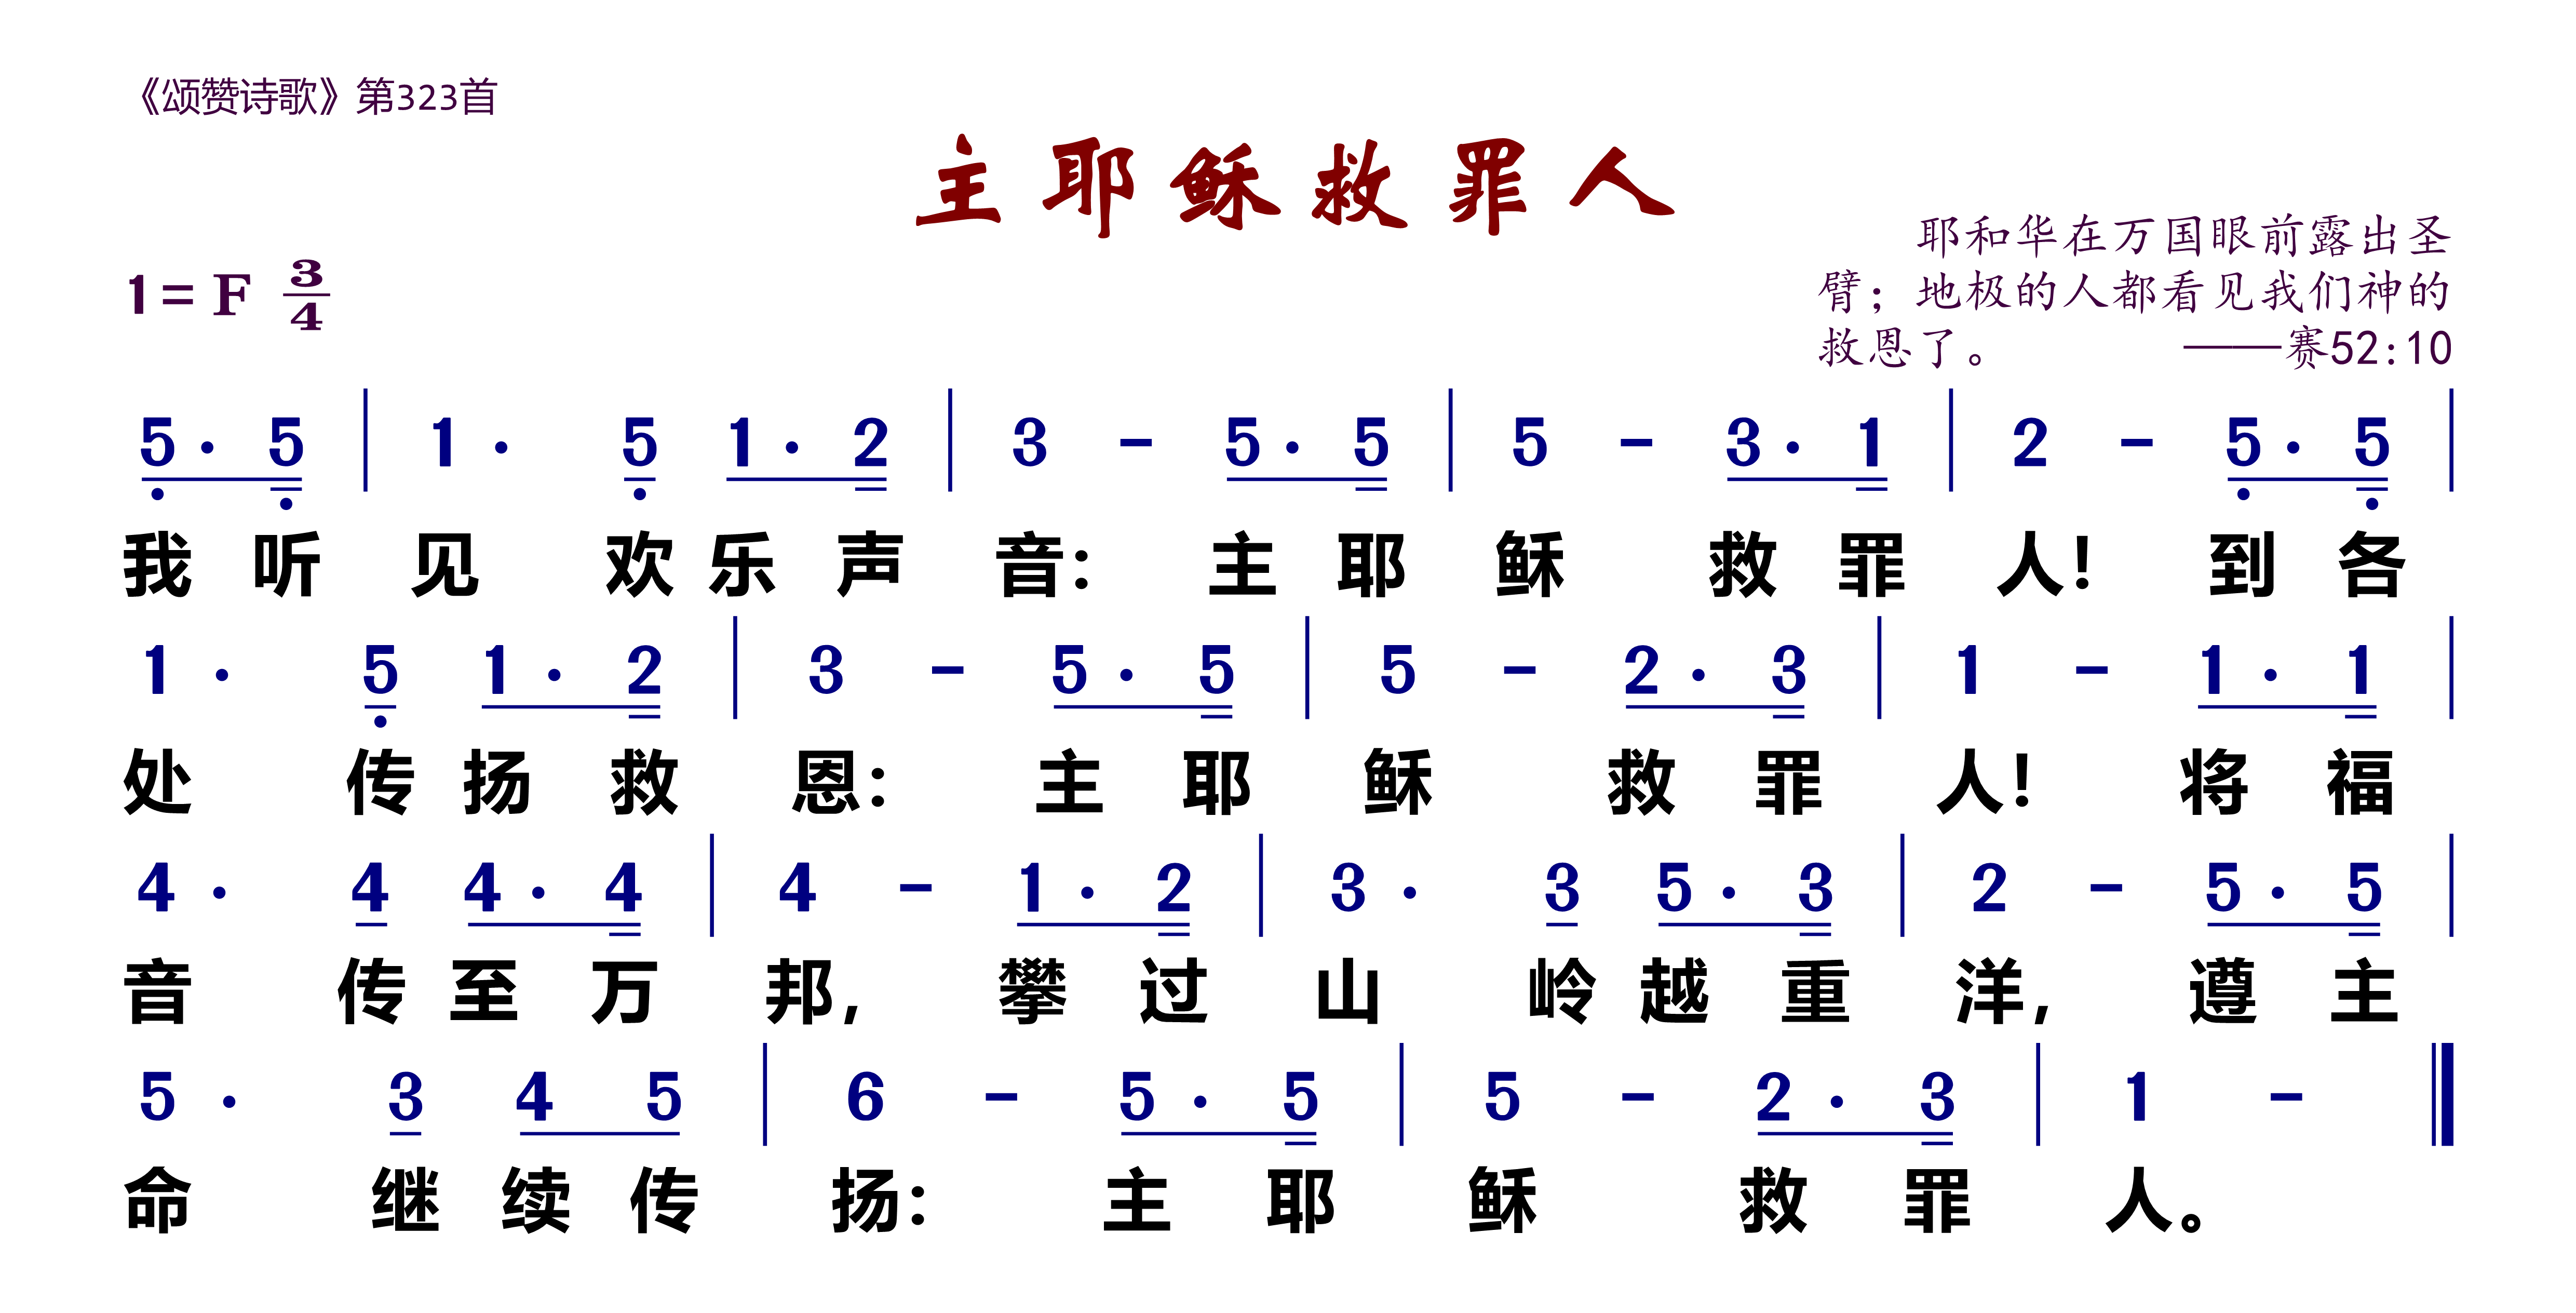 《颂赞诗歌》第323首
主耶稣救罪人
耶和华在万国眼前露出圣
臂；地极的人都看见我们神的
救恩了。 ——赛52:10
1=F 3/4
5· 5 | 1· 5 1· 2 | 3 - 5· 5 | 5 - 3· 1 | 2 - 5· 5 |
我听见欢乐声音：主耶稣救罪人！到各
1· 5 1· 2 | 3 - 5· 5 | 5 - 2· 3 | 1 - 1· 1 |
处传扬救恩：主耶稣救罪人！将福
4· 4 4· 4 | 4 - 1· 2 | 3· 3 5· 3 | 2 - 5· 5 |
音传至万邦，攀过山岭越重洋，遵主
5· 3 4 5 | 6 - 5· 5 | 5 - 2· 3 | 1 - ‖
命继续传扬：主耶稣救罪人。